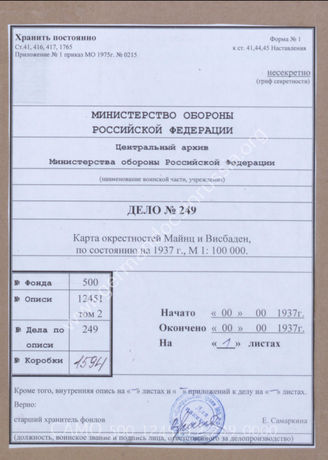 Хранить постоянно
Ст.41, 416, 417, 1765
Приложение № 1 приказ МО 1975г. № 0215
Форма № 1
к ст. 41,44,45 Наставления
несекретно
(гриф секретности)
МИНИСТЕРСТВО ОБОРОНЫ
РОССИЙСКОЙ ФЕДЕРАЦИИ
Центральный архив
Министерства обороны Российской Федерации
(наименование воинской части, учреждения)
ДЕЛО № 249
Карта окрестностей Майнц и Висбаден,
по состоянию на 1937 г., М 1: 100 000.
№ Фонда 500
№ Описи 12451
том 2
№ Дела по описи 249
№ Коробки 1594
Начато « 00 » 00 1937г.
Окончено « 00 » 00 1937г.
На « 1 » листах
Кроме того, внутренняя опись на «~» листах и «~» приложений к делу на «~» листах.
Верно:
старший хранитель фондов Е. Самаркина
(должность, воинское звание и подпись лица, ответственного за делопроизводство)